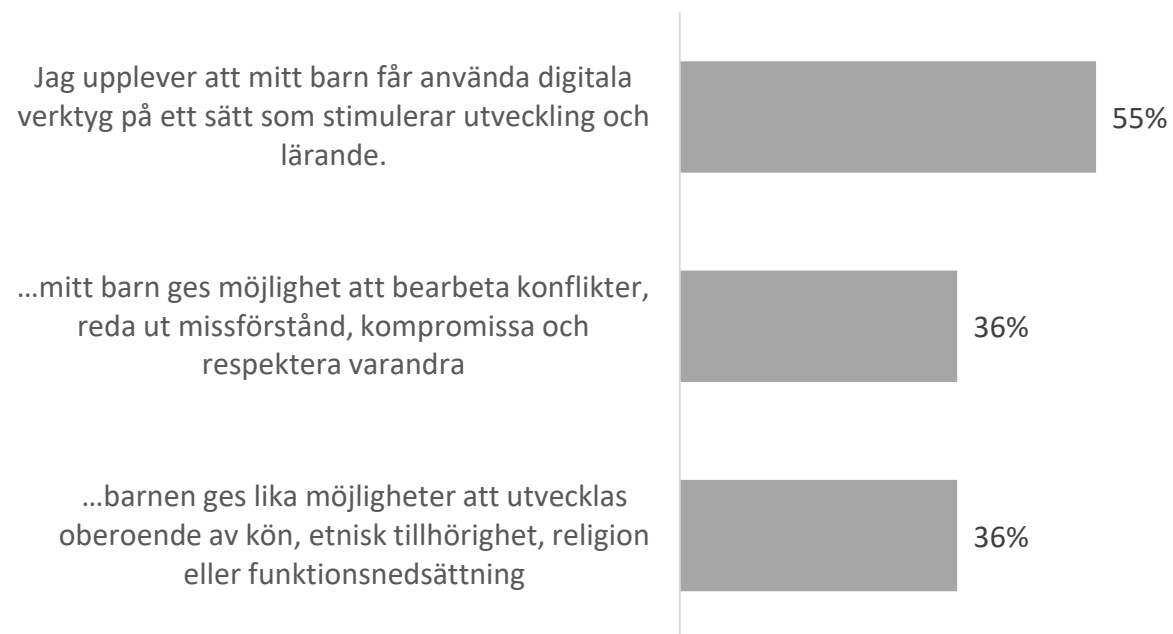 Jag upplever att mitt barn får använda digitala
verktyg på ett sätt som stimulerar utveckling och
lärande.
55%
…mitt barn ges möjlighet att bearbeta konflikter,
reda ut missförstånd, kompromissa och
respektera varandra
36%
…barnen ges lika möjligheter att utvecklas
oberoende av kön, etnisk tillhörighet, religion
eller funktionsnedsättning
36%